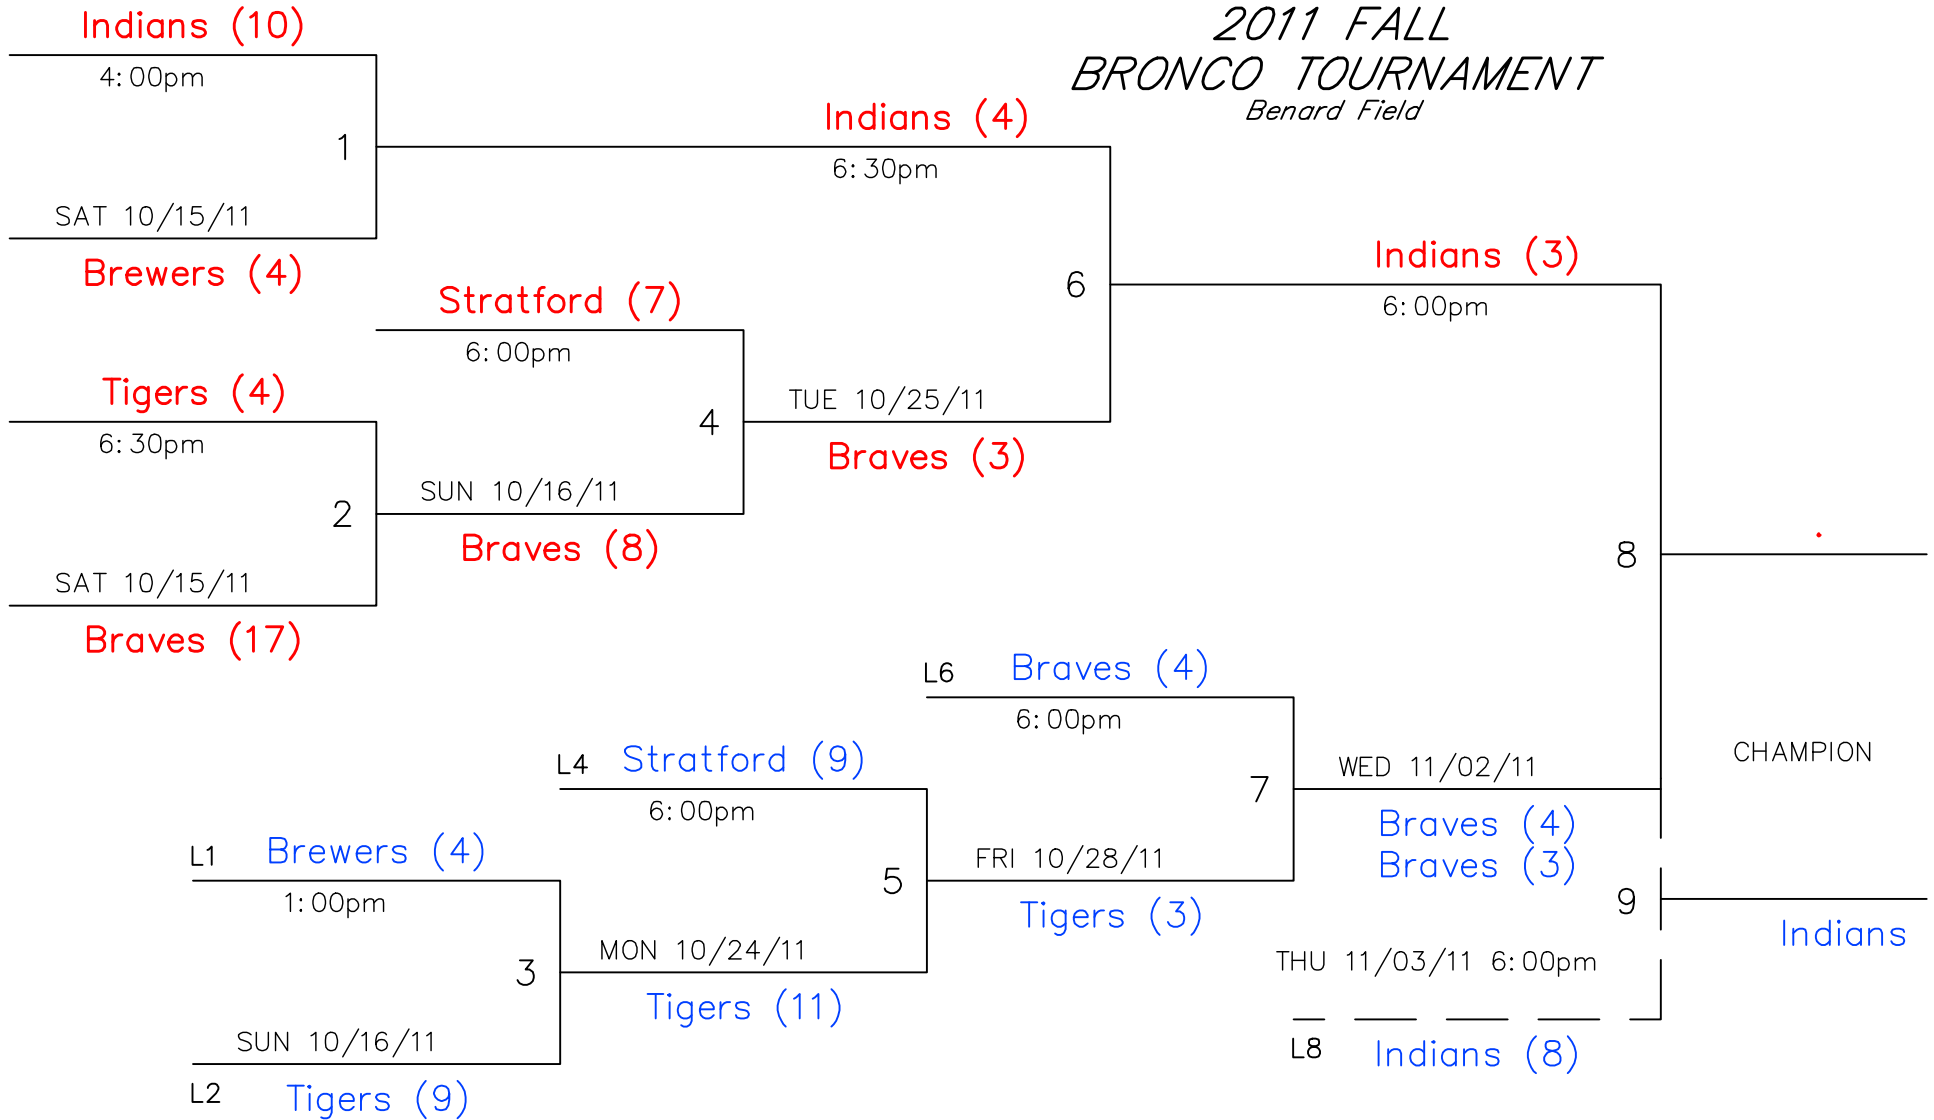 2011 FALL
BRONCO TOURNAMENT
Benard Field
Indians (10)
4:00pm
1
SAT 10/15/11
Brewers (4)
Indians (4)
6:30pm
Stratford (7)
6:00pm
6
Indians (3)
6:00pm
Tigers (4)
6:30pm
4
TUE 10/25/11
Braves (3)
2
SUN 10/16/11
Braves (8)
SAT 10/15/11
Braves (17)
8
L6 Braves (4)
6:00pm
L4 Stratford (9)
6:00pm
7
WED 11/02/11
CHAMPION
Braves (4)
Braves (3)
L1 Brewers (4)
1:00pm
5
FRI 10/28/11
Tigers (3)
9
Indians
3
MON 10/24/11
Tigers (11)
THU 11/03/11 6:00pm
L8 Indians (8)
SUN 10/16/11
L2 Tigers (9)